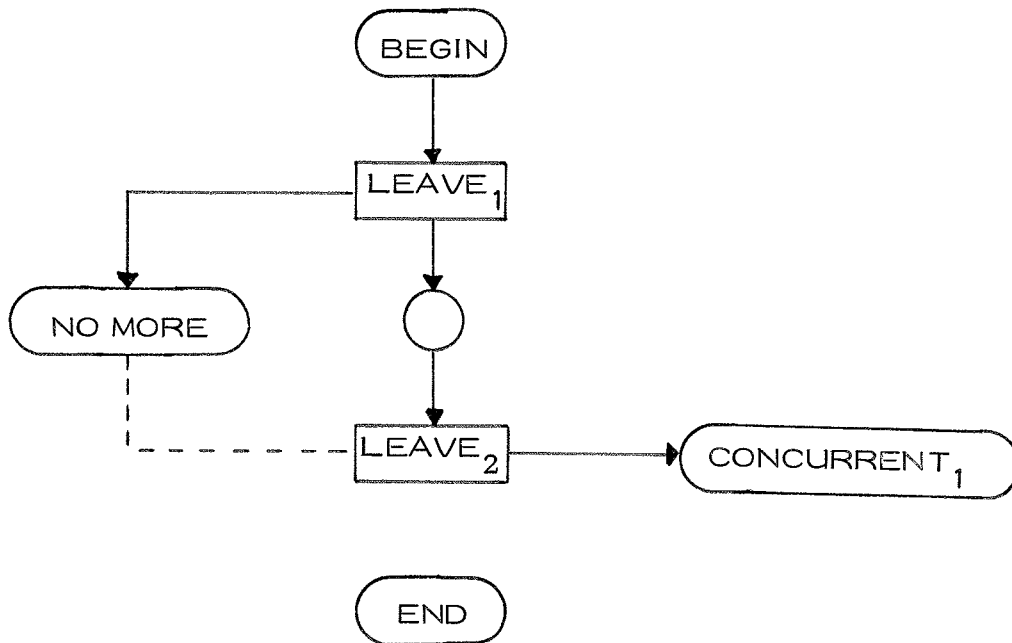 BEGIN
LEAVE₁
NO MORE
LEAVE₂
CONCURRENT₁
END